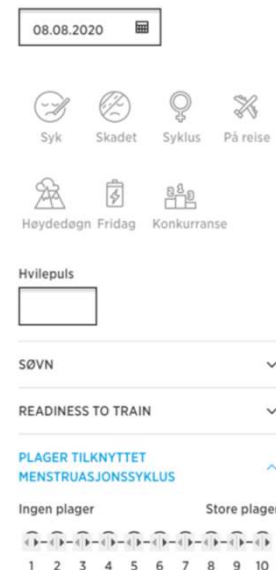 08.08.2020
Syk Skadet Syklus På reise
Høydedøgn Fridag Konkurranse
Hvilepuls
SØVN
READINESS TO TRAIN
PLAGER TILKNYTTET
MENSTRUASJONSSYKLUS
Ingen plager Store plager
1 2 3 4 5 6 7 8 9 10